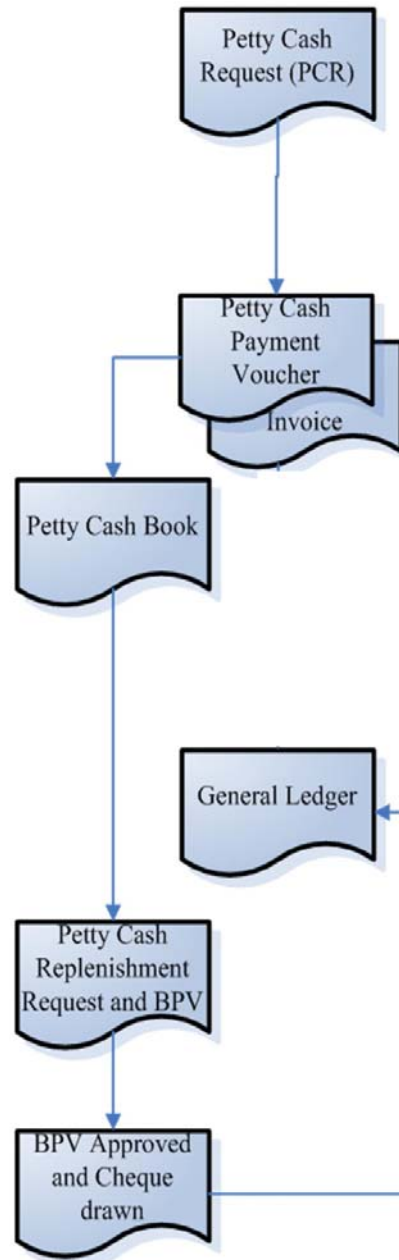 Petty Cash
Request (PCR)
Petty Cash
Payment
Voucher
Invoice
Petty Cash Book
General Ledger
Petty Cash
Replenishment
Request and BPV
BPV Approved
and Cheque
drawn